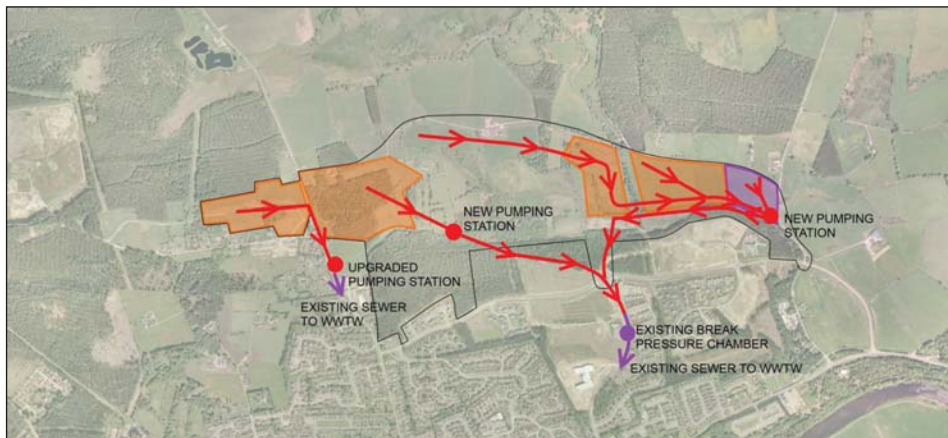 NEW PUMPING
STATION
NEW PUMPING
STATION
UPGRADED
PUMPING STATION
EXISTING SEWER
TO WWTW
EXISTING BREAK
PRESSURE CHAMBER
EXISTING SEWER TO WWTW